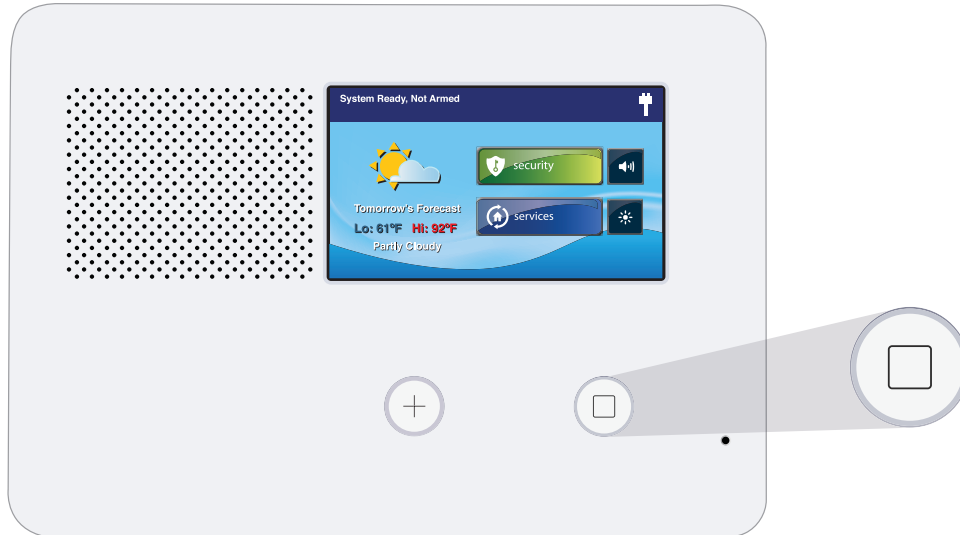 System Ready, Not Armed
security
Tomorrow's Forecast
services
Lo: 61°F Hi: 92°F
Partly Cloudy